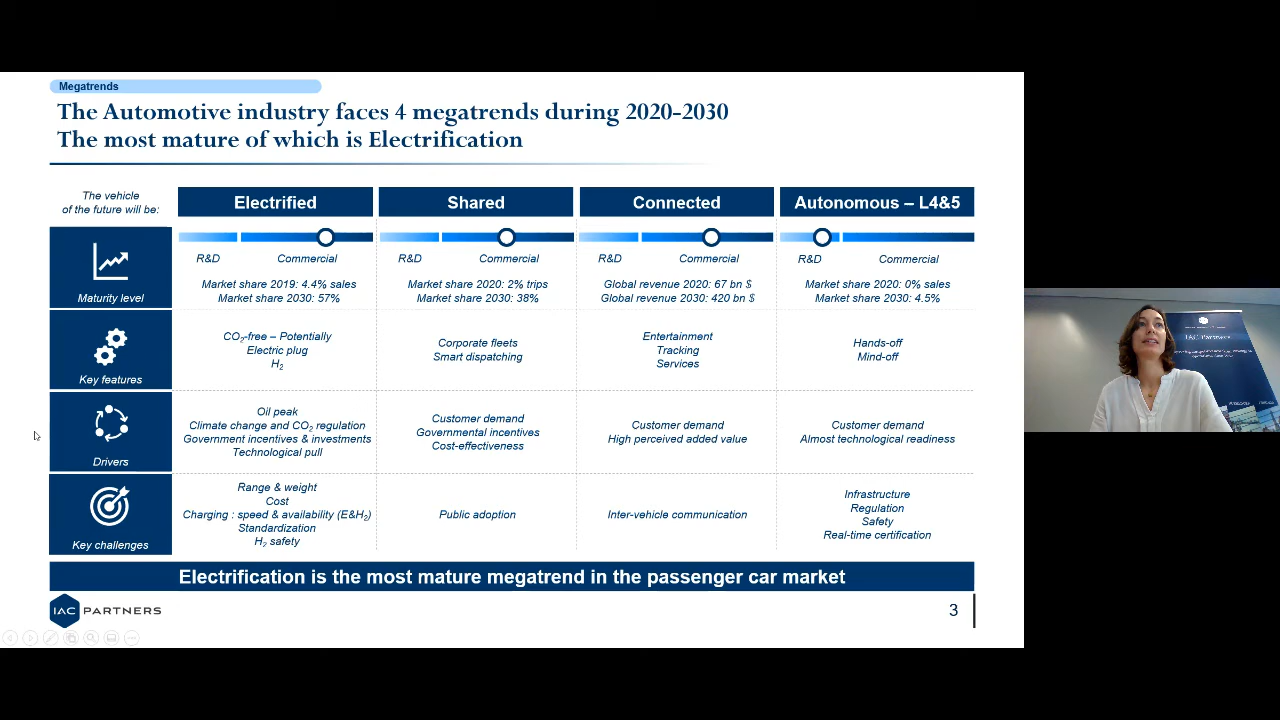 Megatrends
The Automotive industry faces 4 megatrends during 2020-2030
The most mature of which is Electrification
The vehicle
of the future will be:
Electrified
Shared
Connected
Autonomous – L4&5
Maturity level
R&D Commercial
Market share 2019: 4.4% sales
Market share 2030: 57%
R&D Commercial
Market share 2020: 2% trips
Market share 2030: 38%
R&D Commercial
Global revenue 2020: 67 bn $
Global revenue 2030: 420 bn $
R&D Commercial
Market share 2020: 0% sales
Market share 2030: 4.5%
Key features
CO2-free – Potentially
Electric plug
H2
Corporate fleets
Smart dispatching
Entertainment
Tracking
Services
Hands-off
Mind-off
Drivers
Oil peak
Climate change and CO2 regulation
Government incentives & investments
Technological pull
Customer demand
Governmental incentives
Cost-effectiveness
Customer demand
High perceived added value
Customer demand
Almost technological readiness
Key challenges
Range & weight
Cost
Charging : speed & availability (E&H2)
Standardization
H2 safety
Public adoption
Inter-vehicle communication
Infrastructure
Regulation
Safety
Real-time certification
Electrification is the most mature megatrend in the passenger car market
IAC PARTNERS
3
IAC Partners